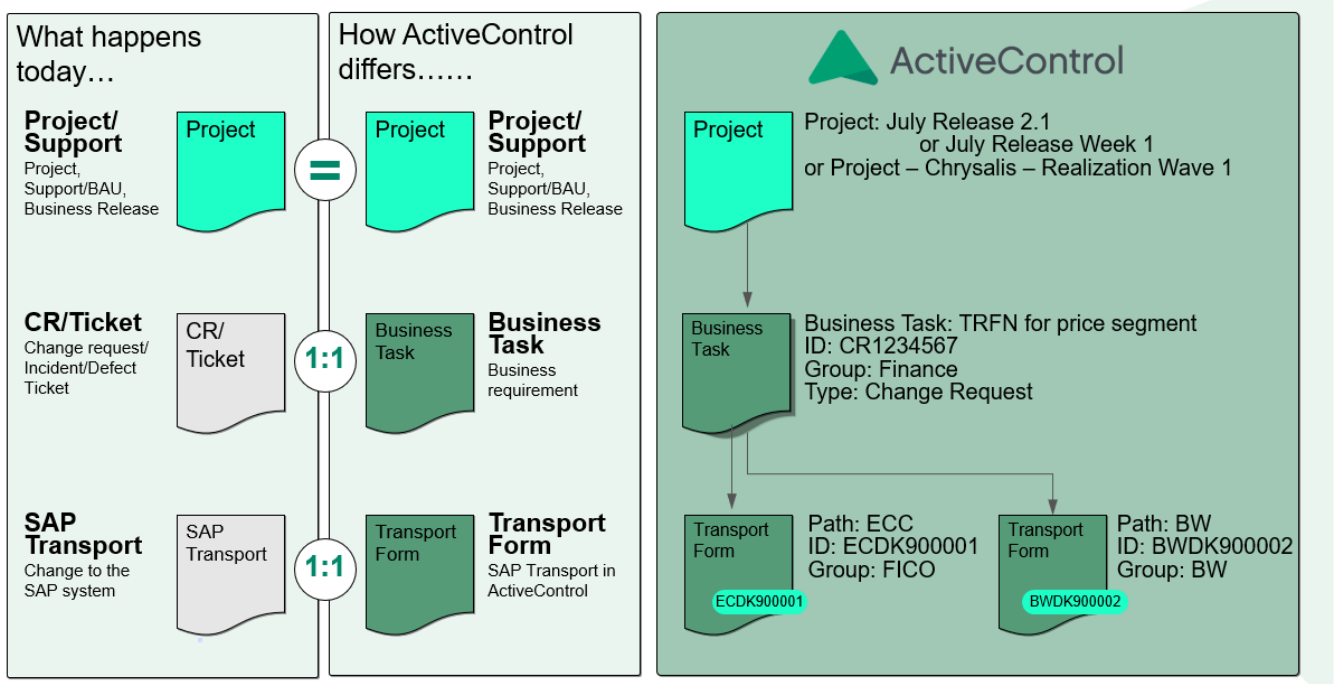 What happens
today…
Project/
Support
Project,
Support/BAU,
Business Release
Project
=
CR/Ticket
Change request/
Incident/Defect
Ticket
CR/
Ticket
1:1
SAP
Transport
Change to the
SAP system
SAP
Transport
1:1
How ActiveControl
differs……
Project
Project/
Support
Project,
Support/BAU,
Business Release
Business
Task
Business
Task
Business
requirement
Transport
Form
Transport
Form
SAP Transport in
ActiveControl
ActiveControl
Project
Project: July Release 2.1
or July Release Week 1
or Project – Chrysalis – Realization Wave 1
Business
Task
Business Task: TRFN for price segment
ID: CR1234567
Group: Finance
Type: Change Request
Transport
Form
ECDK900001
Path: ECC
ID: ECDK900001
Group: FICO
Transport
Form
BWDK900002
Path: BW
ID: BWDK900002
Group: BW